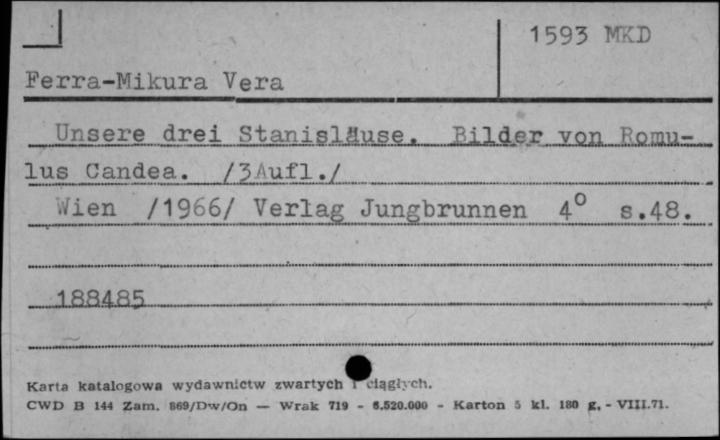 1593 MKD
Ferra-Mikura Vera
Unsere drei Stanisläuse. Bilder von Romu-
lus Candea. /3Aufl./
Wien /1966/ Verlag Jungbrunnen 4° s.48.
188485
Karta katalogowa wydawnictw zwartych i ciągłych.
CWD B 144 Zam. 869/Dw/On — Wrak 719 - 6.520.000 - Karton 5 kl. 180 g. - VIII.71.